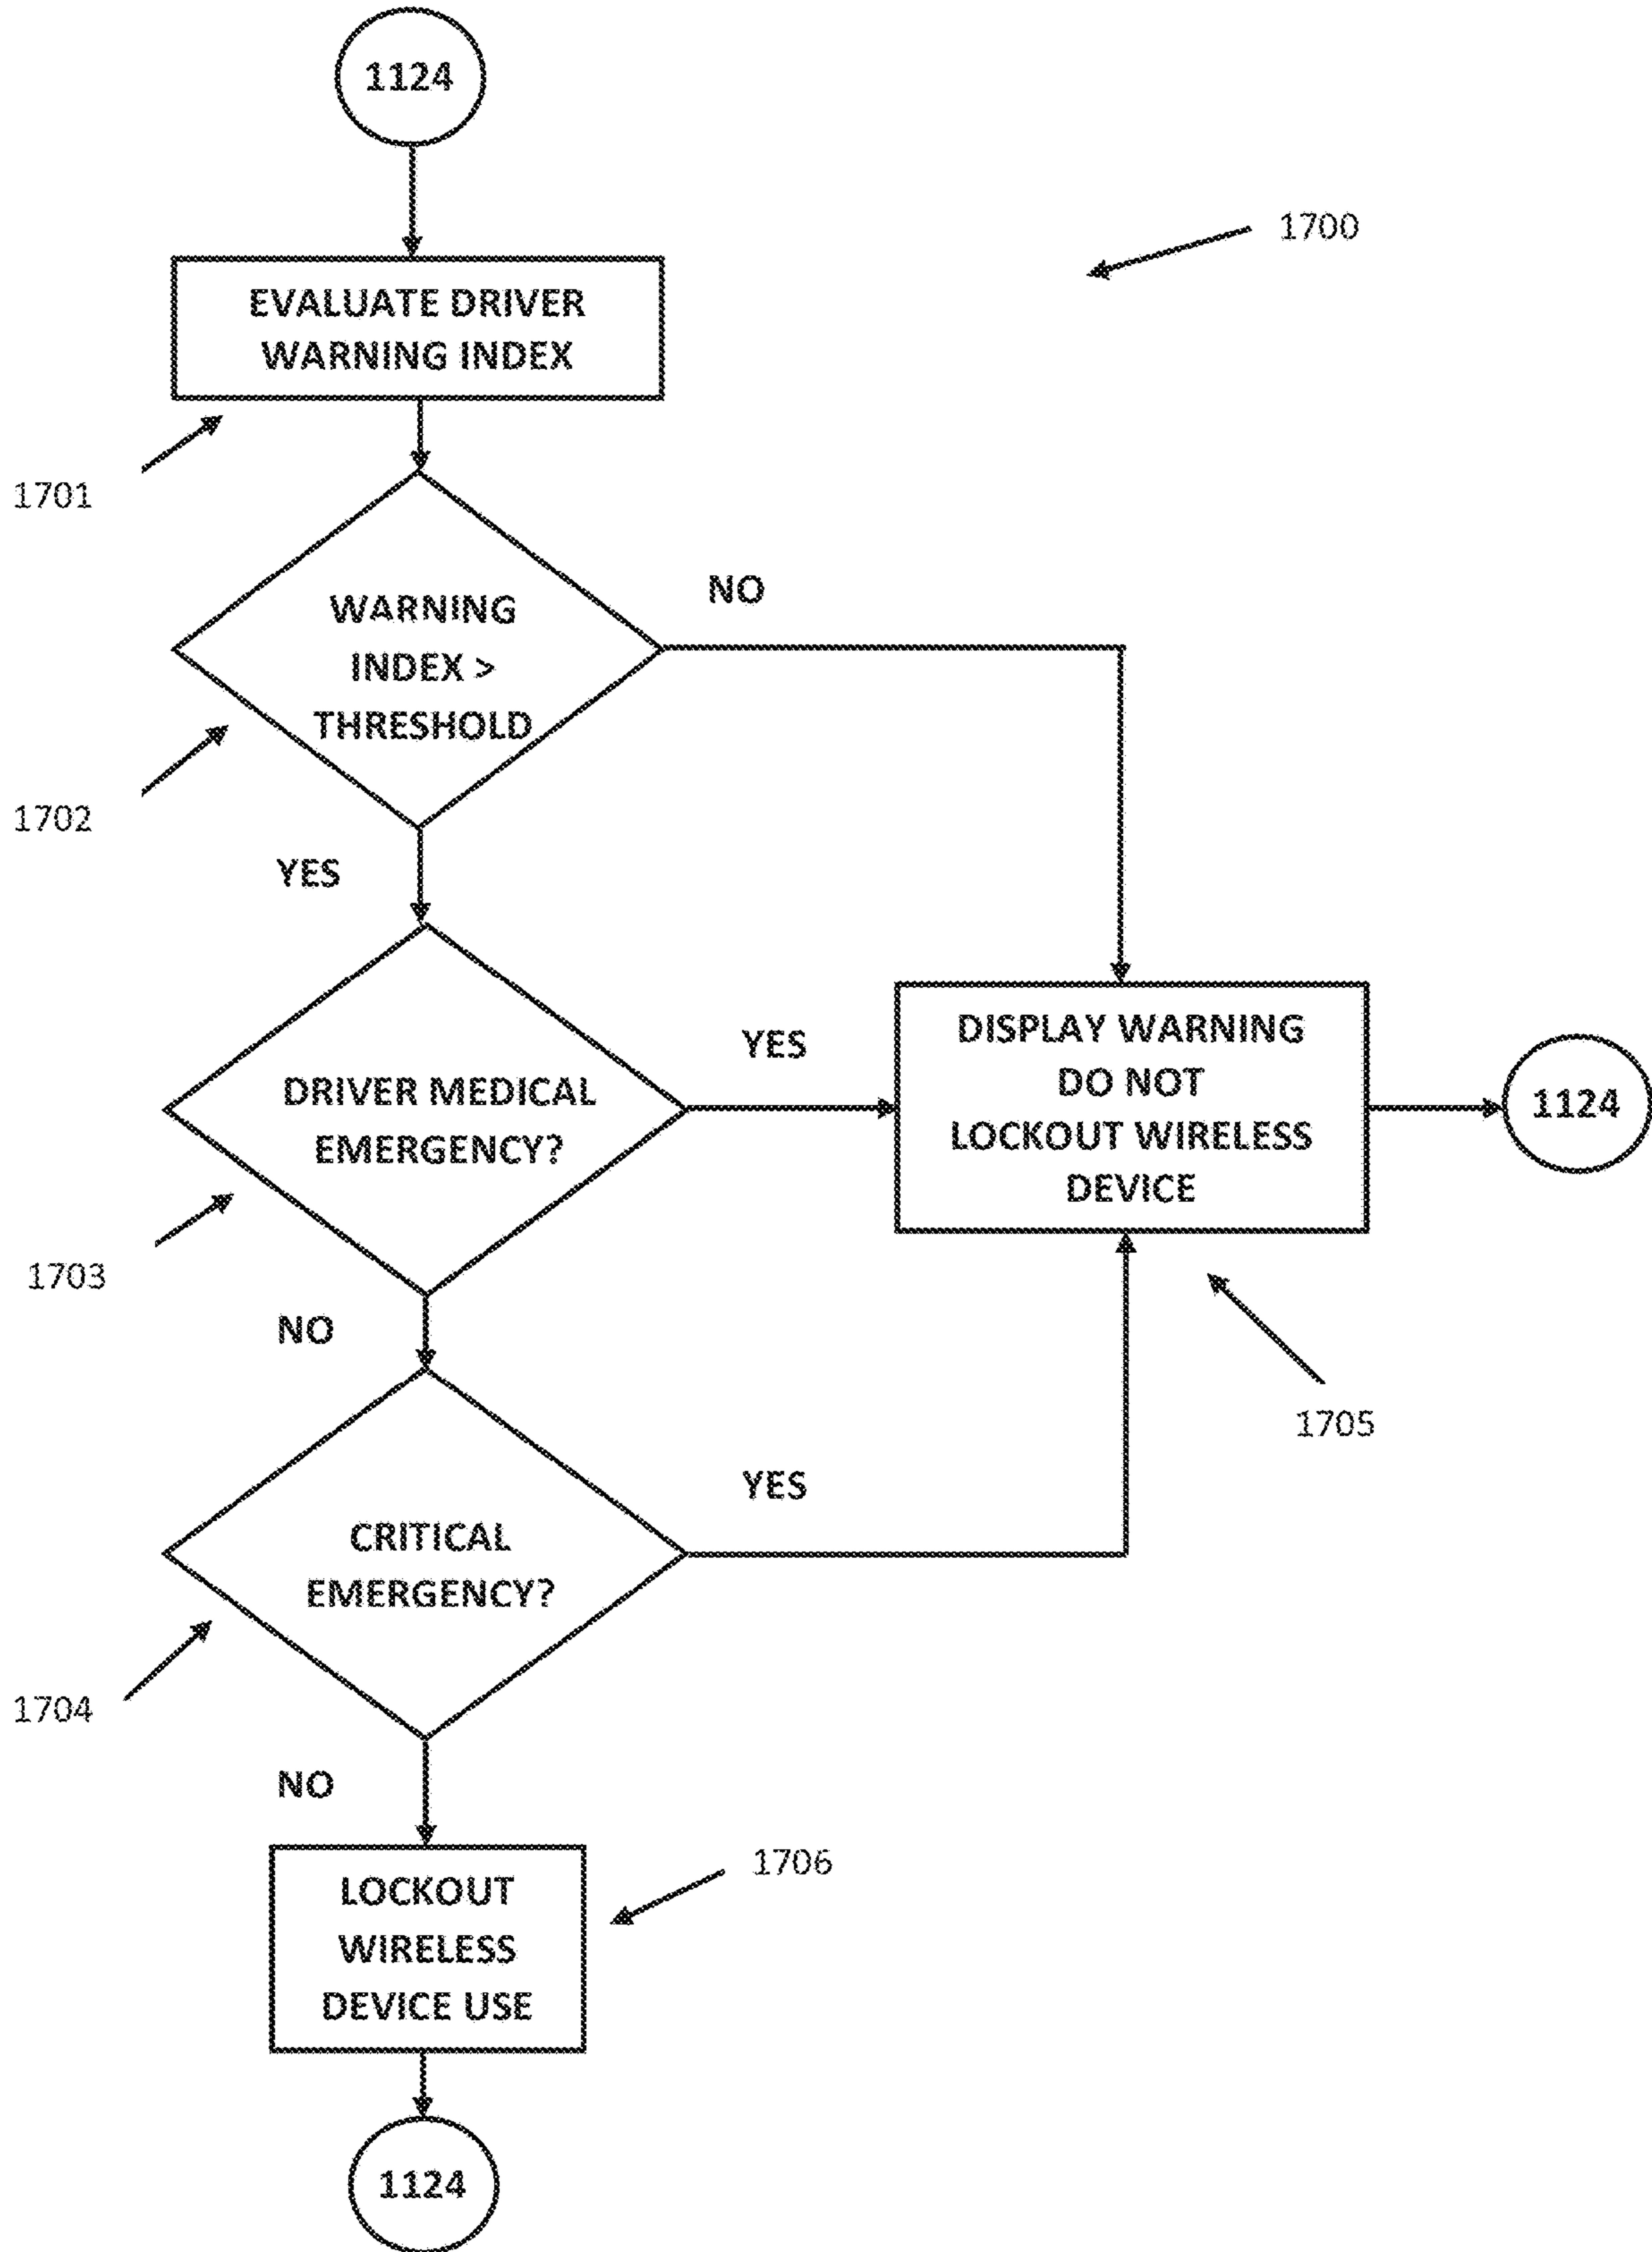 1124
1700
EVALUATE DRIVER
WARNING INDEX
1701
WARNING
INDEX >
THRESHOLD
NO
1702
YES
DRIVER MEDICAL
EMERGENCY?
YES
DISPLAY WARNING
DO NOT
LOCKOUT WIRELESS
DEVICE
1124
1703
NO
1705
CRITICAL
EMERGENCY?
YES
1704
NO
LOCKOUT
WIRELESS
DEVICE USE
1706
1124